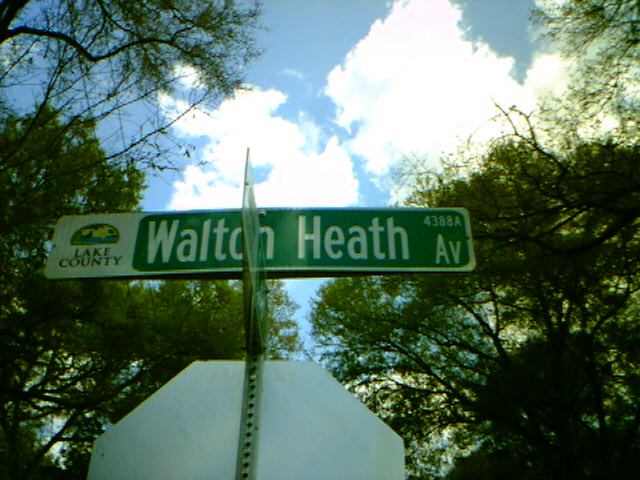 LAKE
COUNTY
Walton Heath
4388A
Av